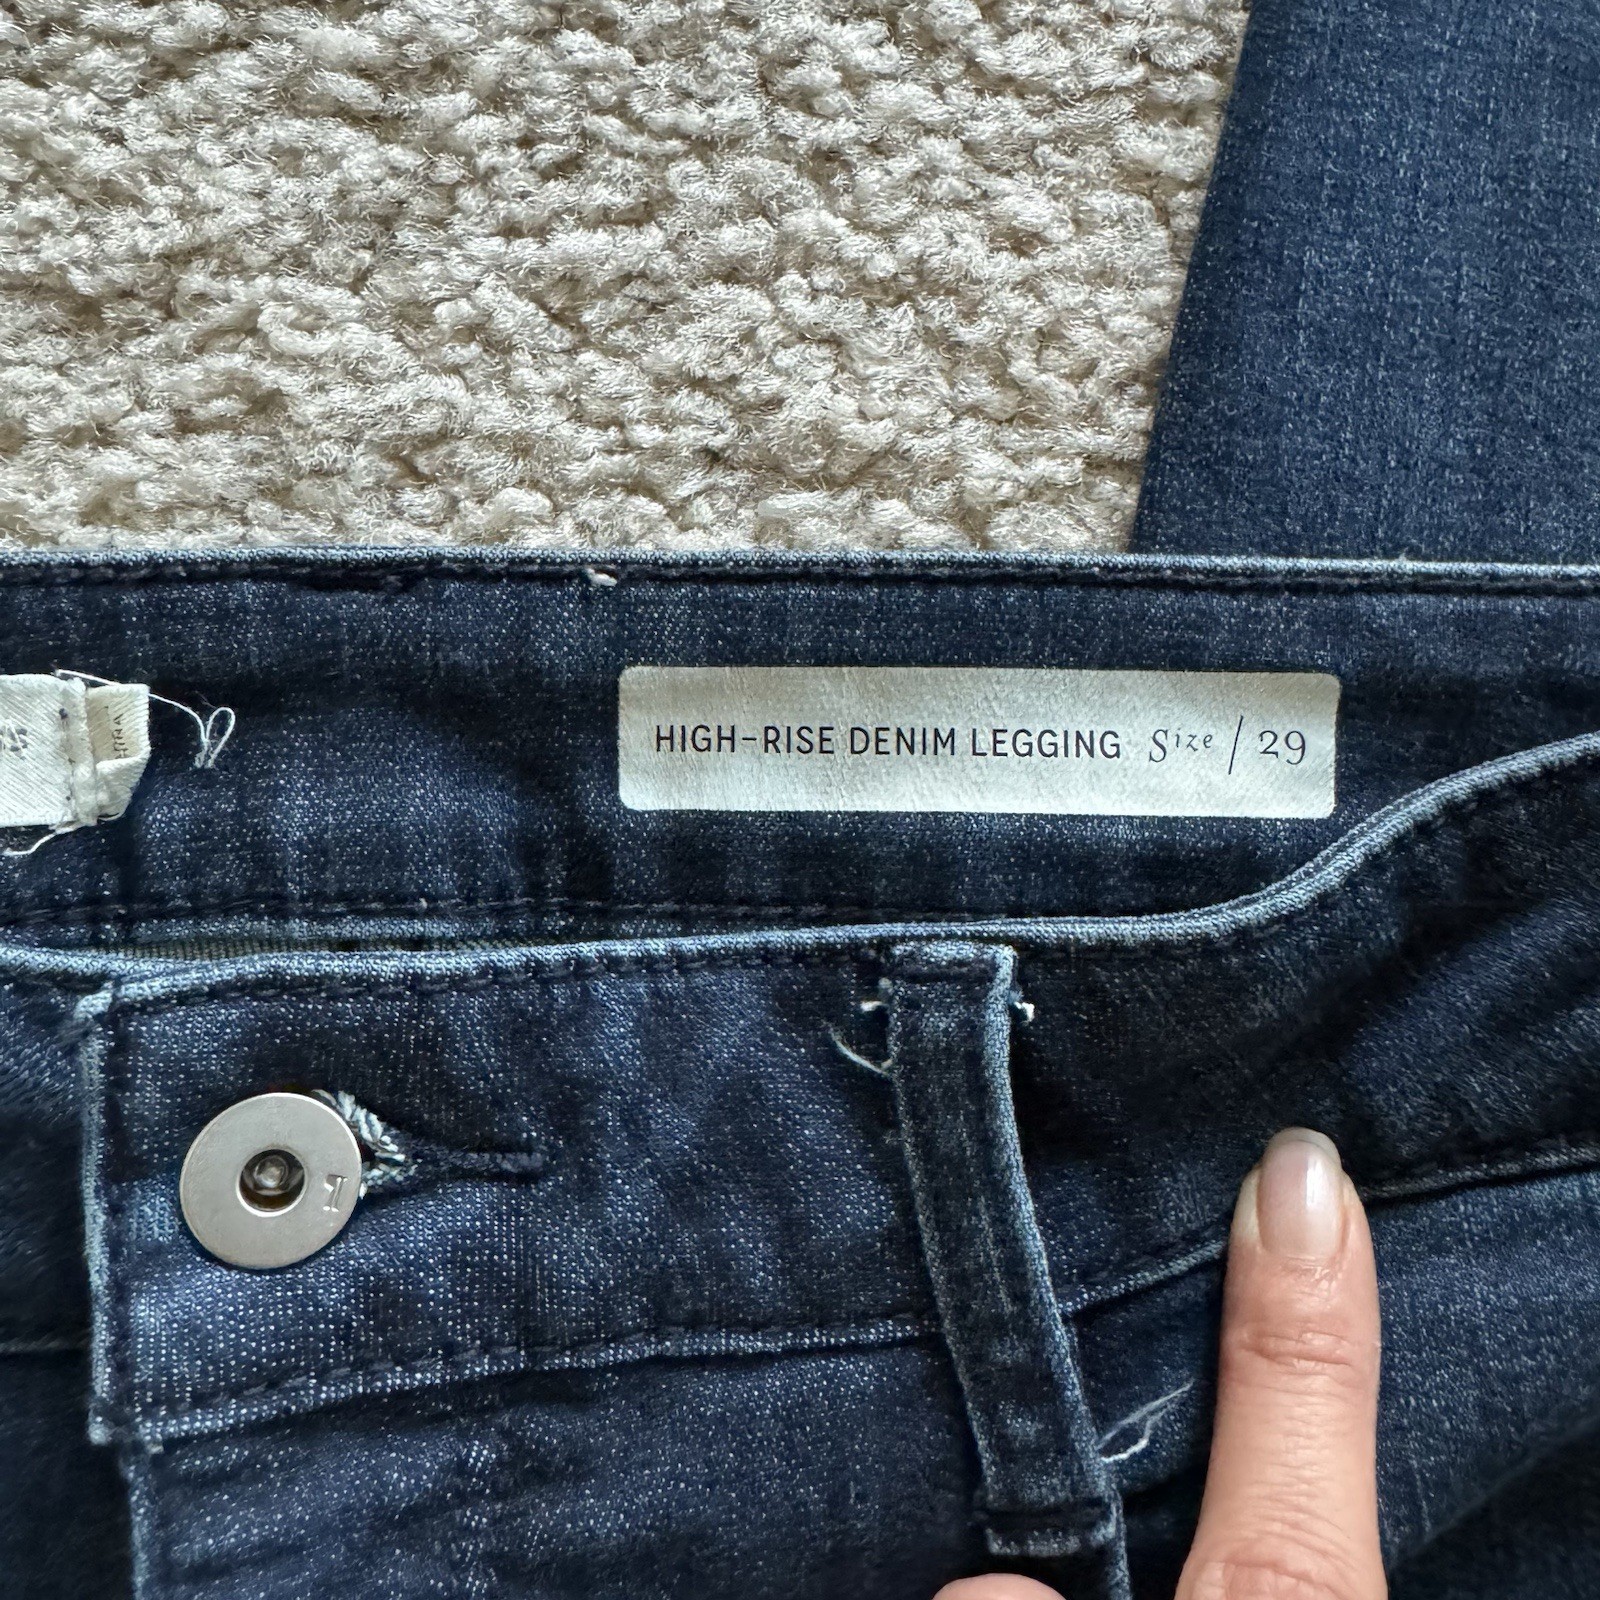 HIGH-RISE DENIM LEGGING Size / 29